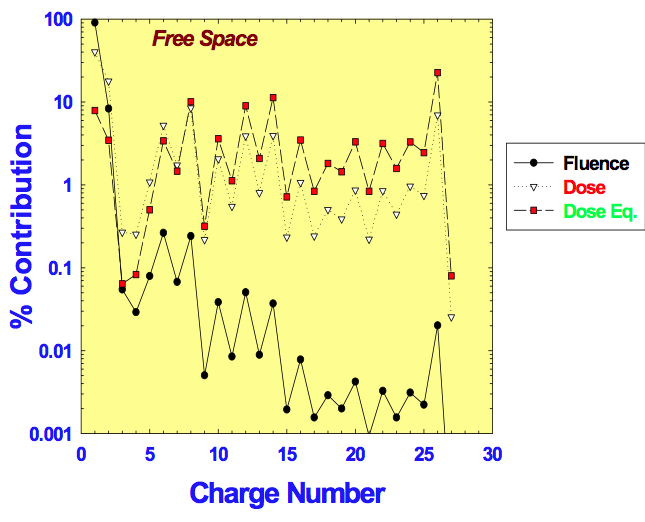 Free Space
100
10
1
0.1
0.01
0.001
% Contribution
0
5
10
15
20
25
30
Charge Number
Fluence
Dose
Dose Eq.